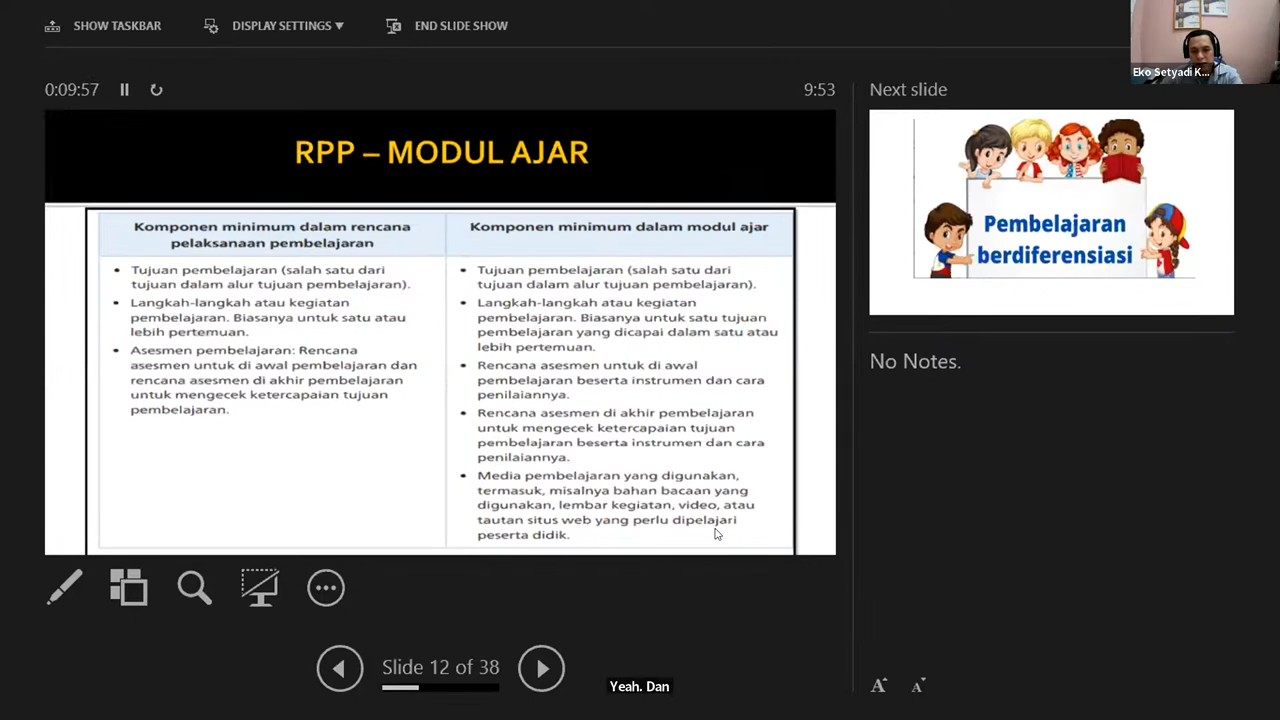 SHOW TASKBAR
DISPLAY SETTINGS ▼
END SLIDE SHOW
Eko Setyadi K...
0:09:57
9:53
Next slide
RPP – MODUL AJAR
Komponen minimum dalam rencana
pelaksanaan pembelajaran
• Tujuan pembelajaran (salah satu dari
tujuan dalam alur tujuan pembelajaran).
• Langkah-langkah atau kegiatan
pembelajaran. Biasanya untuk satu atau
lebih pertemuan.
• Asesmen pembelajaran: Rencana
asesmen untuk di awal pembelajaran dan
rencana asesmen di akhir pembelajaran
untuk mengecek ketercapaian tujuan
pembelajaran.
Komponen minimum dalam modul ajar
• Tujuan pembelajaran (salah satu dari
tujuan dalam alur tujuan pembelajaran).
• Langkah-langkah atau kegiatan
pembelajaran. Biasanya untuk satu tujuan
pembelajaran yang dicapai dalam satu atau
lebih pertemuan.
• Rencana asesmen untuk di awal
pembelajaran beserta instrumen dan cara
penilaiannya.
• Rencana asesmen di akhir pembelajaran
untuk mengecek ketercapaian tujuan
pembelajaran beserta instrumen dan cara
penilaiannya.
• Media pembelajaran yang digunakan,
termasuk, misalnya bahan bacaan yang
digunakan, lembar kegiatan, video, atau
tautan situs web yang perlu dipelajari
peserta didik.
Pembelajaran
berdiferensiasi
No Notes.
Slide 12 of 38
Yeah. Dan
A A